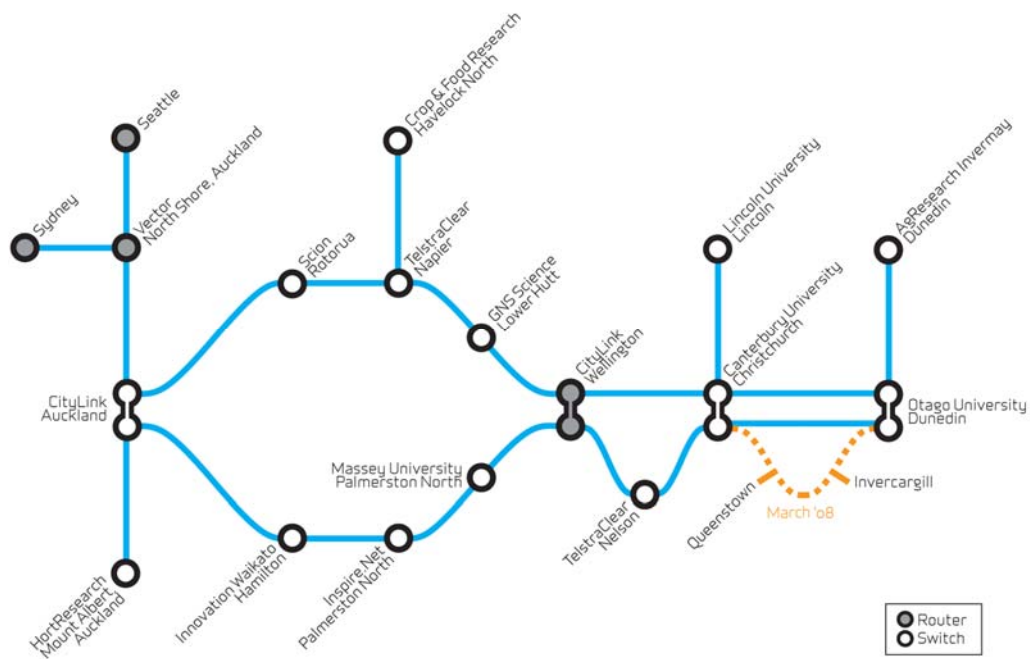 Seattle
Sydney
Vector
North Shore, Auckland
Crop & Food Research
Havelock North
Scion
Rotorua
TelstraClear
Napier
GNS Science
Lower Hutt
CityLink
Wellington
Lincoln University
Lincoln
Canterbury University
Christchurch
AgResearch Invermay
Dunedin
CityLink
Auckland
Otago University
Dunedin
Massey University
Palmerston North
Queenstown
Invercargill
March '08
TelstraClear
Nelson
HortResearch
Mount Albert
Auckland
Innovation Waikato
Hamilton
Inspire.Net
Palmerston North
Router
Switch